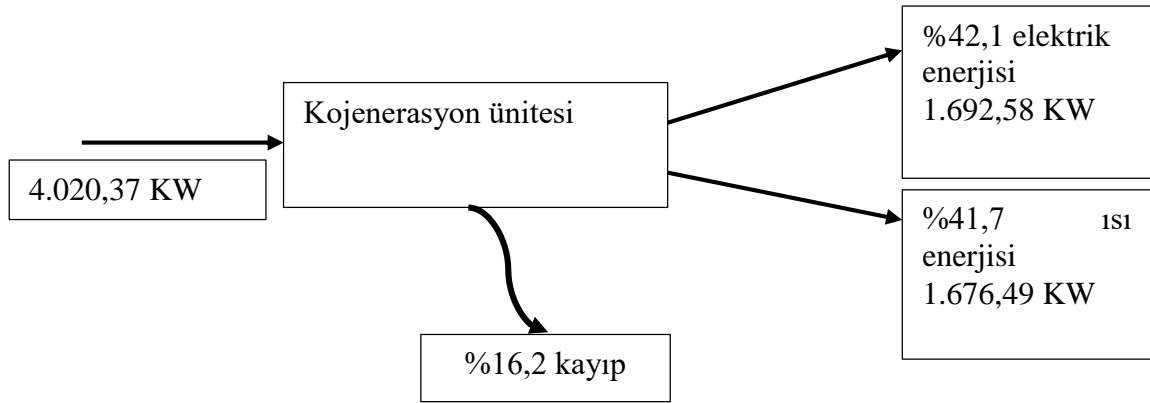 %42,1 elektrik
enerjisi
1.692,58 KW
Kojenerasyon ünitesi
4.020,37 KW
%41,7 ısı
enerjisi
1.676,49 KW
%16,2 kayıp